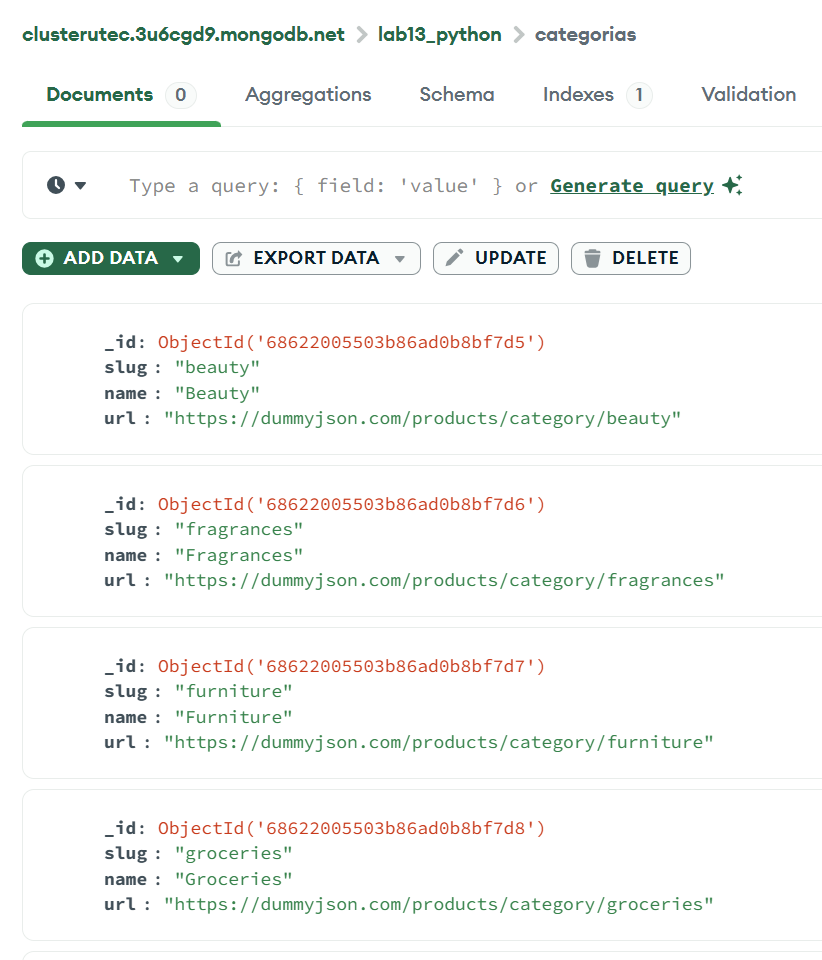 clusterutec.3u6cgd9.mongodb.net > lab13_python > categorias
Documents 0 Aggregations Schema Indexes 1 Validation
Type a query: { field: 'value' } or Generate query
ADD DATA EXPORT DATA UPDATE DELETE
_id: ObjectId('68622005503b86ad0b8bf7d5')
slug : "beauty"
name : "Beauty"
url : "https://dummyjson.com/products/category/beauty"
_id: ObjectId('68622005503b86ad0b8bf7d6')
slug : "fragrances"
name : "Fragrances"
url : "https://dummyjson.com/products/category/fragrances"
_id: ObjectId('68622005503b86ad0b8bf7d7')
slug : "furniture"
name : "Furniture"
url : "https://dummyjson.com/products/category/furniture"
_id: ObjectId('68622005503b86ad0b8bf7d8')
slug : "groceries"
name : "Groceries"
url : "https://dummyjson.com/products/category/groceries"